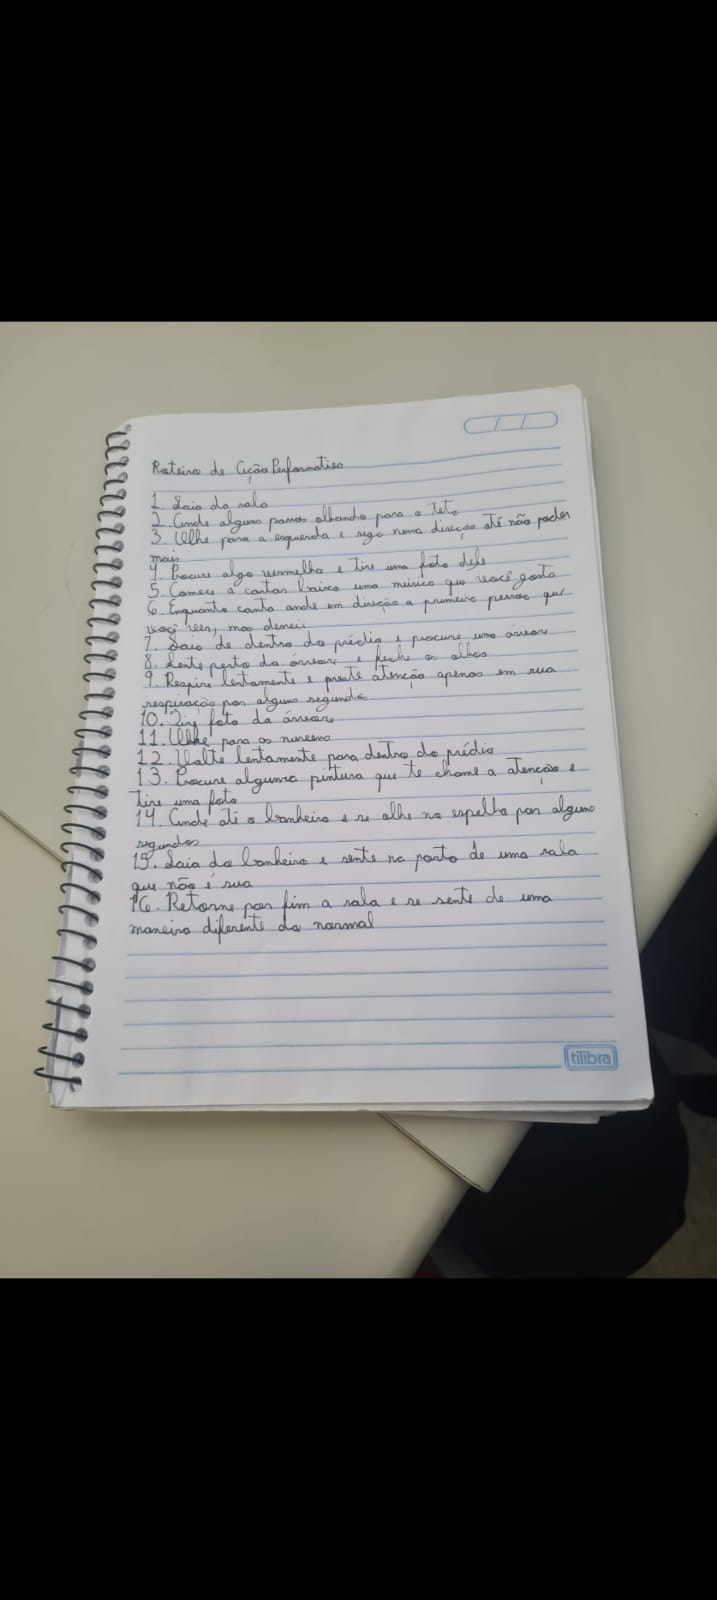 Roteiro de Ação Performatica
1. Saia da sala
2. Ande alguns passos olhando para o teto
3. Olhe para a esquerda e siga numa direção até não poder
mais
4. Procure algo vermelho e tire uma foto dele
5. Comece a cantar baixo uma música que você gosta
6. Enquanto canta ande em direção a primeira pessoa que
você ver, mas desvie
7. Saia de dentro do prédio e procure uma árvore
8. Sente perto da árvore e feche os olhos
9. Respire lentamente e preste atenção apenas em sua
respiração por alguns segundos
10. Tire foto da árvore
11. Olhe para as nuvens
12. Volte lentamente para dentro do prédio
13. Procure alguma pintura que te chame a atenção e
tire uma foto
14. Ande até o banheiro e se olhe no espelho por alguns
segundos
15. Saia do banheiro e sente na porta de uma sala
que não é sua
16. Retorne por fim a sala e se sente de uma
maneira diferente da normal
tilibra